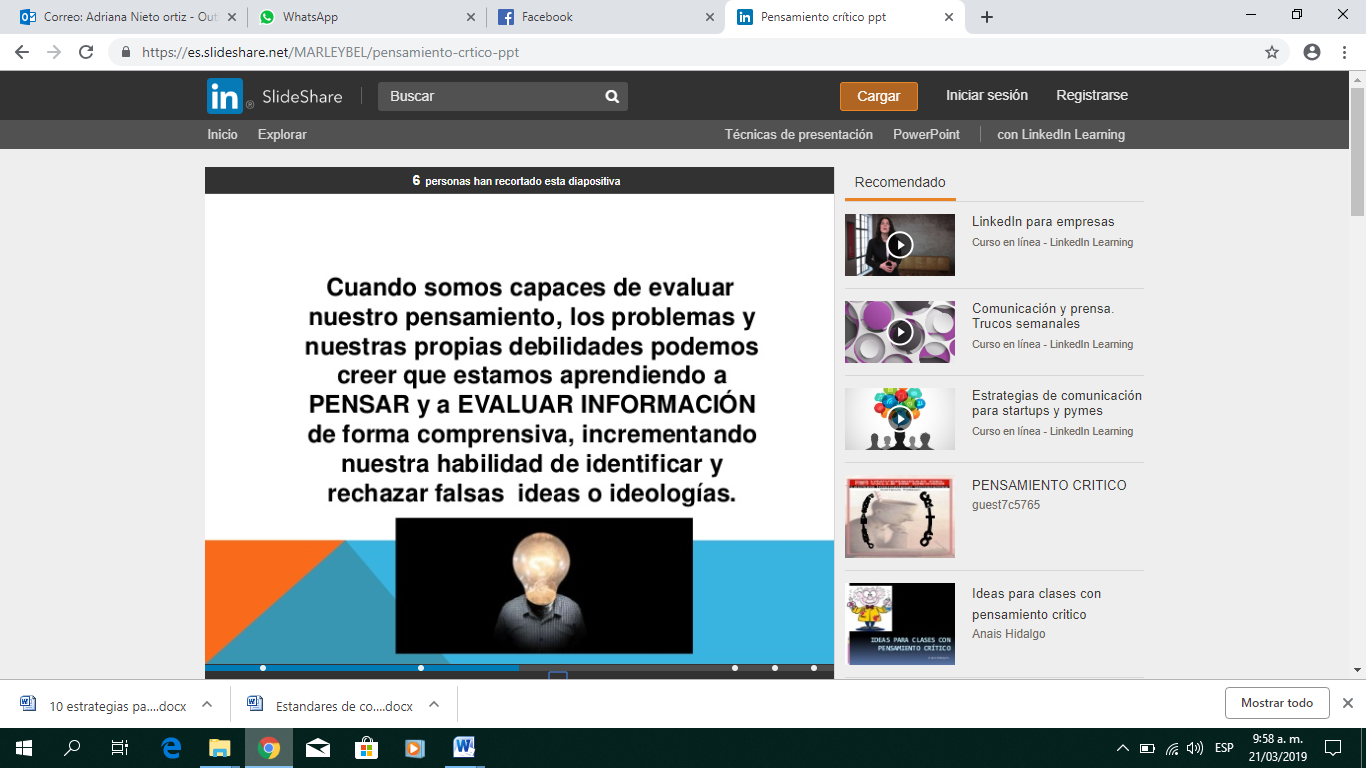 Correo: Adriana Nieto ortiz - Out
WhatsApp
Facebook
Pensamiento crítico ppt
https://es.slideshare.net/MARLEYBEL/pensamiento-crtico-ppt
in ® SlideShare
Buscar
Cargar
Iniciar sesión
Registrarse
Inicio
Explorar
Técnicas de presentación
PowerPoint
con LinkedIn Learning
6 personas han recortado esta diapositiva
Cuando somos capaces de evaluar
nuestro pensamiento, los problemas y
nuestras propias debilidades podemos
creer que estamos aprendiendo a
PENSAR y a EVALUAR INFORMACIÓN
de forma comprensiva, incrementando
nuestra habilidad de identificar y
rechazar falsas ideas o ideologías.
Recomendado
LinkedIn para empresas
Curso en línea - LinkedIn Learning
Comunicación y prensa.
Trucos semanales
Curso en línea - LinkedIn Learning
Estrategias de comunicación
para startups y pymes
Curso en línea - LinkedIn Learning
PENSAMIENTO CRITICO
guest7c5765
IDEAS PARA CLASES CON
PENSAMIENTO CRÍTICO
Ideas para clases con
pensamiento critico
Anais Hidalgo
10 estrategias pa....docx
Estandares de co....docx
Mostrar todo
ESP
9:58 a. m.
21/03/2019